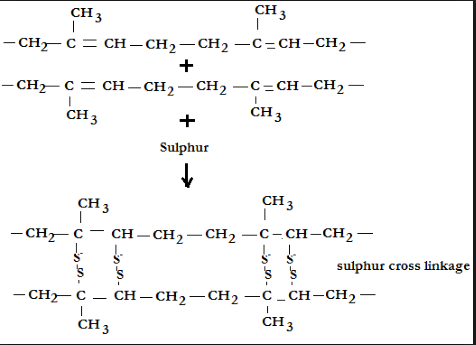 CH3 CH3
— CH2 — C = CH — CH2 — CH2 — C = CH — CH2 —
+
— CH2 — C = CH — CH2 — CH2 — C = CH — CH2 —
CH3 CH3
+
Sulphur
CH3 CH3
— CH2 — C — CH — CH2 — CH2 — C — CH — CH2 —
S S S S
S S S S
sulphur cross linkage
— CH2 — C — CH — CH2 — CH2 — C — CH — CH2 —
CH3 CH3